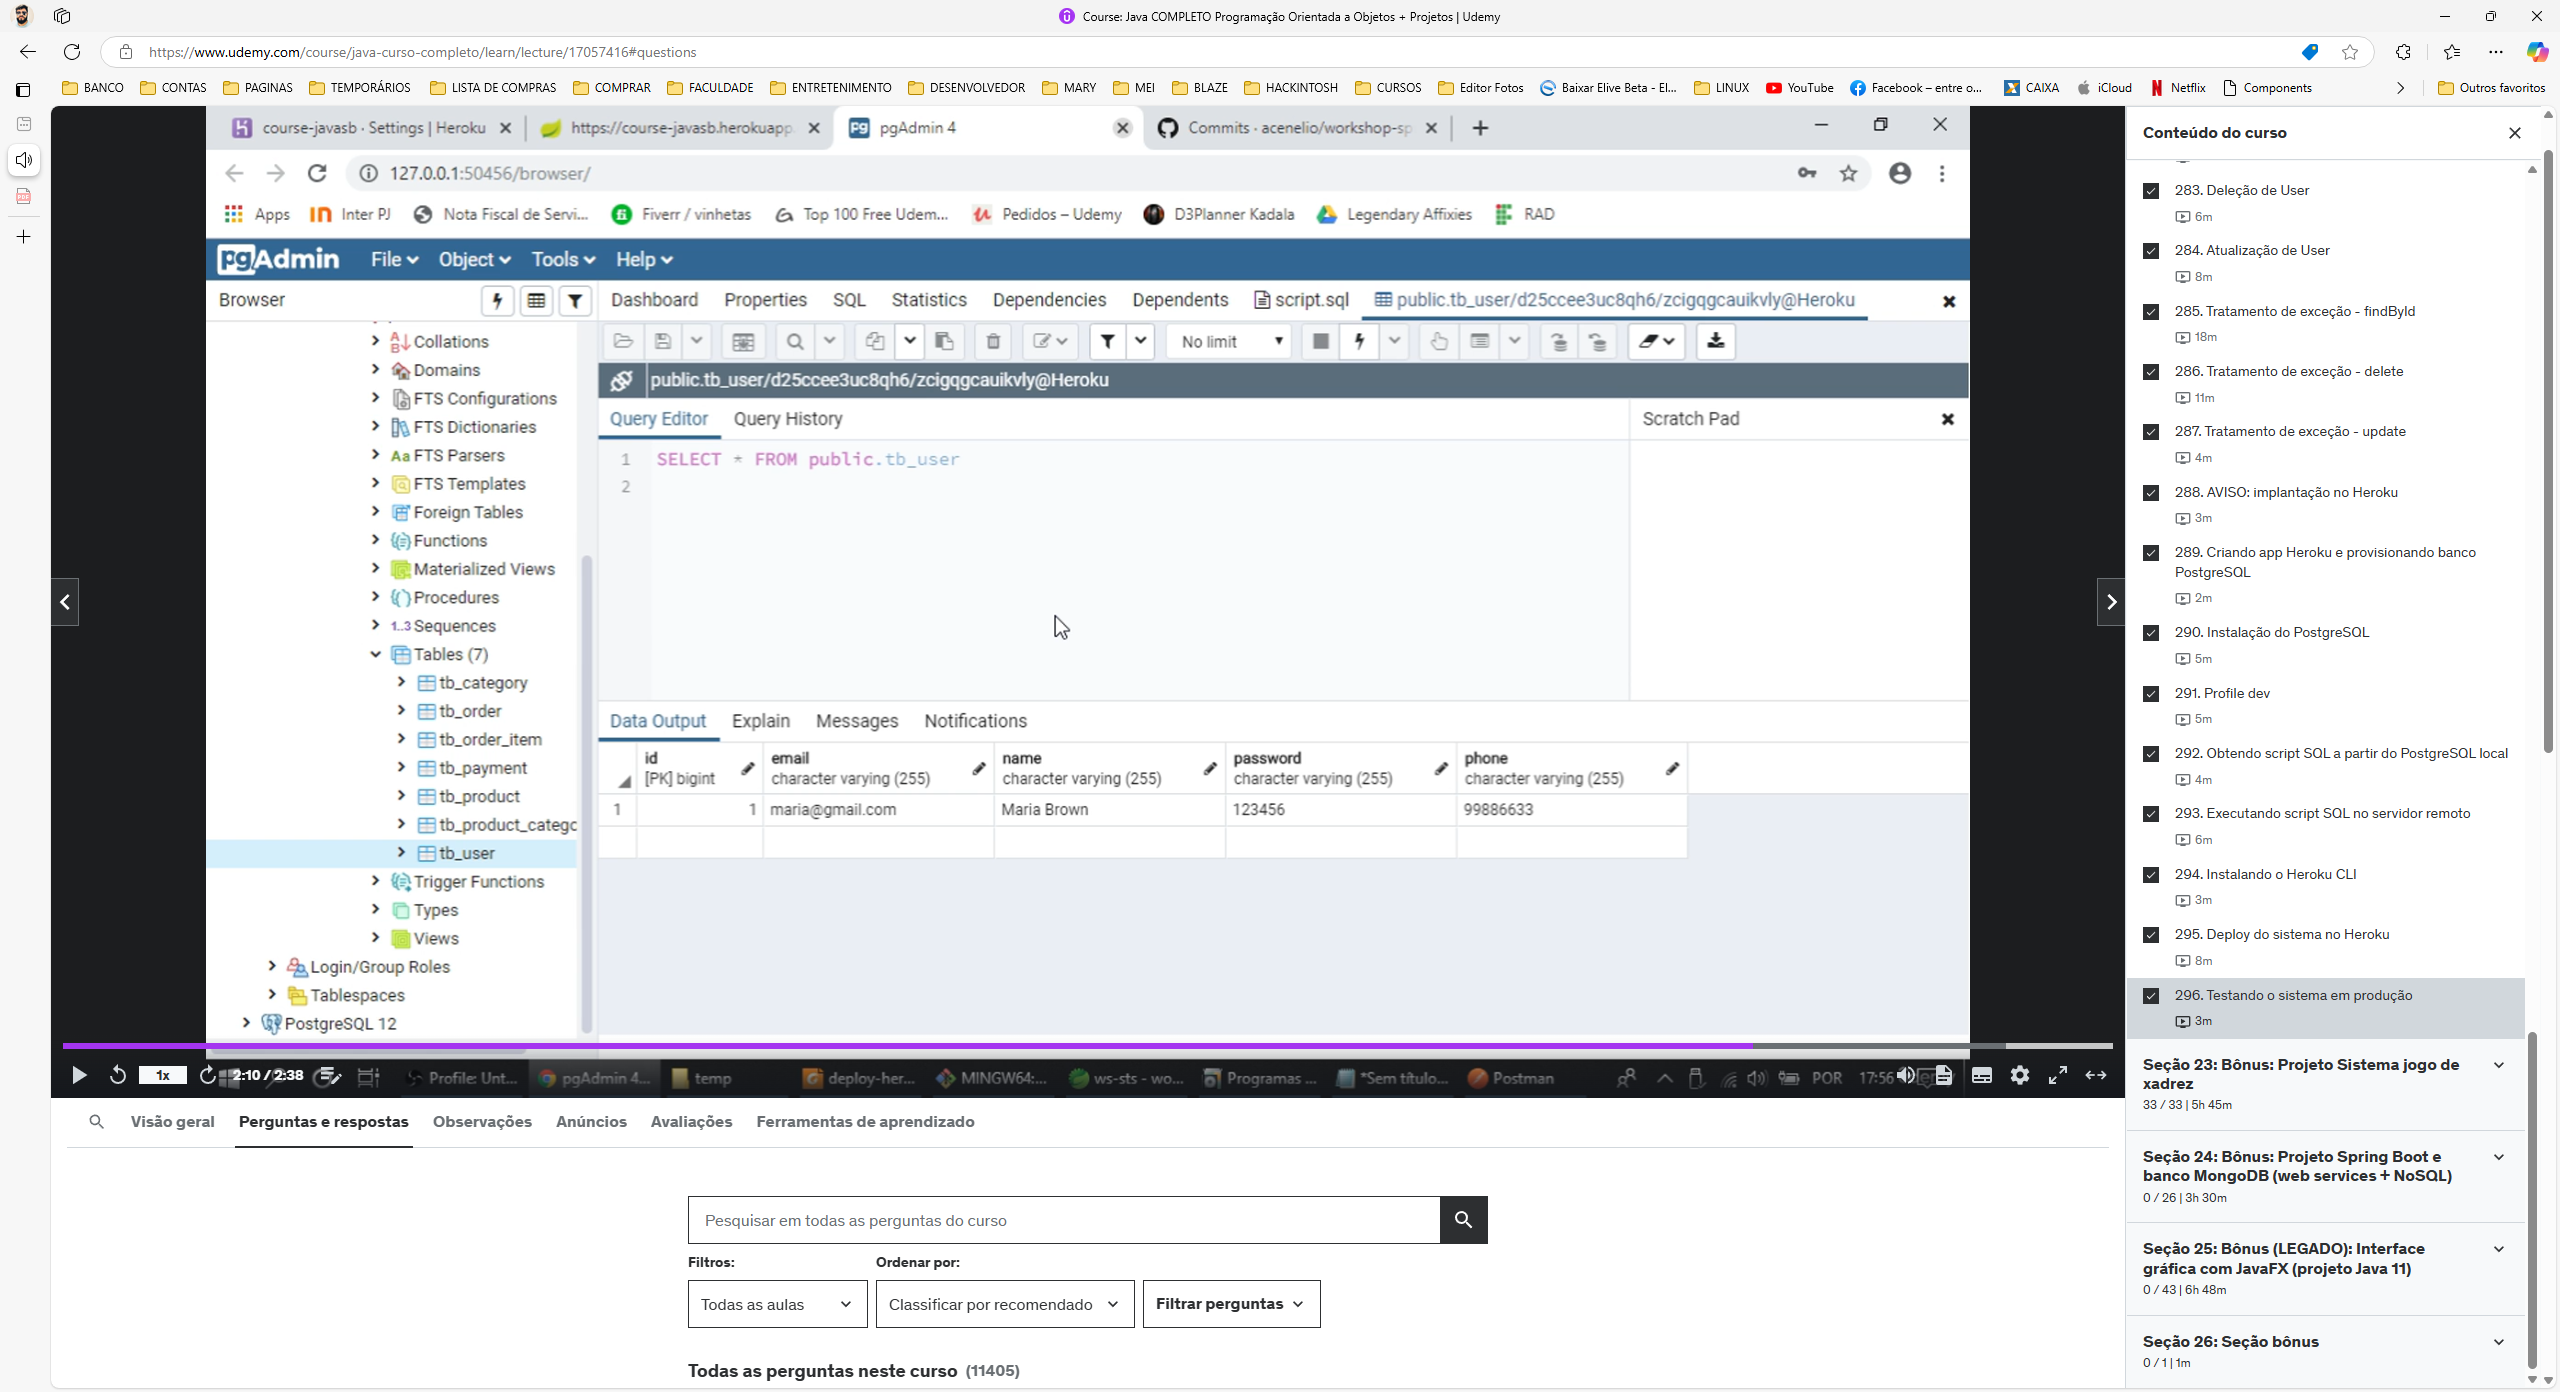 Course: Java COMPLETO Programação Orientada a Objetos + Projetos | Udemy
https://www.udemy.com/course/java-curso-completo/learn/lecture/17057416#questions
BANCO CONTAS PAGINAS TEMPORÁRIOS LISTA DE COMPRAS COMPRAR FACULDADE ENTRETENIMENTO DESENVOLVEDOR MARY MEI BLAZE HACKINTOSH CURSOS Editor Fotos Baixar Elive Beta - El... LINUX YouTube Facebook – entre o... CAIXA iCloud Netflix Components Outros favoritos
course-javasb · Settings | Heroku https://course-javasb.herokuapp. pgAdmin 4 Commits · acenelio/workshop-sp
127.0.0.1:50456/browser/
Apps Inter PJ Nota Fiscal de Servi... Fiverr / vinhetas Top 100 Free Udem... Pedidos – Udemy D3Planner Kadala Legendary Affixies RAD
pgAdmin File Object Tools Help
Browser
Dashboard Properties SQL Statistics Dependencies Dependents script.sql public.tb_user/d25ccee3uc8qh6/zcigqgcauikvly@Heroku
No limit
public.tb_user/d25ccee3uc8qh6/zcigqgcauikvly@Heroku
Query Editor Query History
Scratch Pad
1 SELECT * FROM public.tb_user
2
Collations
Domains
FTS Configurations
FTS Dictionaries
FTS Parsers
FTS Templates
Foreign Tables
Functions
Materialized Views
Procedures
1..3 Sequences
Tables (7)
tb_category
tb_order
tb_order_item
tb_payment
tb_product
tb_product_catego
tb_user
Trigger Functions
Types
Views
Login/Group Roles
Tablespaces
PostgreSQL 12
Data Output Explain Messages Notifications
id email name password phone
[PK] bigint character varying (255) character varying (255) character varying (255) character varying (255)
1 1 maria@gmail.com Maria Brown 123456 99886633
1x 2:10 / 2:38 Profile: Unt... pgAdmin 4... temp deploy-her... MINGW64:... ws-sts - wo... Programas ... *Sem título... Postman POR 17:56
Visão geral Perguntas e respostas Observações Anúncios Avaliações Ferramentas de aprendizado
Pesquisar em todas as perguntas do curso
Filtros: Ordenar por:
Todas as aulas Classificar por recomendado Filtrar perguntas
Todas as perguntas neste curso (11405)
Conteúdo do curso
283. Deleção de User
6m
284. Atualização de User
8m
285. Tratamento de exceção - findById
18m
286. Tratamento de exceção - delete
11m
287. Tratamento de exceção - update
4m
288. AVISO: implantação no Heroku
3m
289. Criando app Heroku e provisionando banco
PostgreSQL
2m
290. Instalação do PostgreSQL
5m
291. Profile dev
5m
292. Obtendo script SQL a partir do PostgreSQL local
4m
293. Executando script SQL no servidor remoto
6m
294. Instalando o Heroku CLI
3m
295. Deploy do sistema no Heroku
8m
296. Testando o sistema em produção
3m
Seção 23: Bônus: Projeto Sistema jogo de
xadrez
33 / 33 | 5h 45m
Seção 24: Bônus: Projeto Spring Boot e
banco MongoDB (web services + NoSQL)
0 / 26 | 3h 30m
Seção 25: Bônus (LEGADO): Interface
gráfica com JavaFX (projeto Java 11)
0 / 43 | 6h 48m
Seção 26: Seção bônus
0 / 1 | 1m